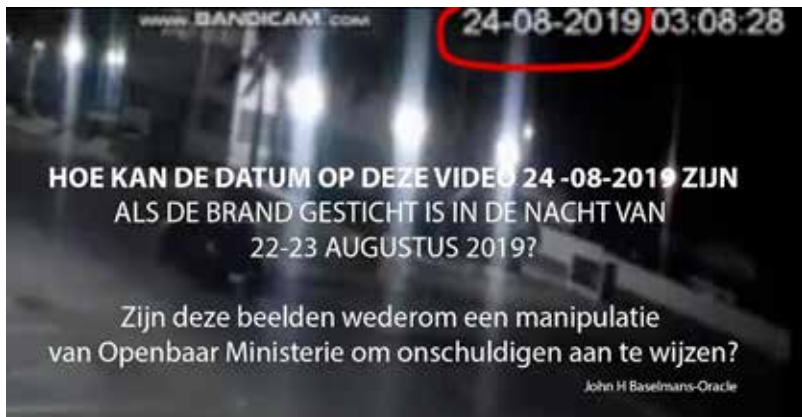 www.BANDICAM.com 24-08-2019 03:08:28
HOE KAN DE DATUM OP DEZE VIDEO 24 -08-2019 ZIJN
ALS DE BRAND GESTICHT IS IN DE NACHT VAN
22-23 AUGUSTUS 2019?
Zijn deze beelden wederom een manipulatie
van Openbaar Ministerie om onschuldigen aan te wijzen?
John H Baselmans-Oracle